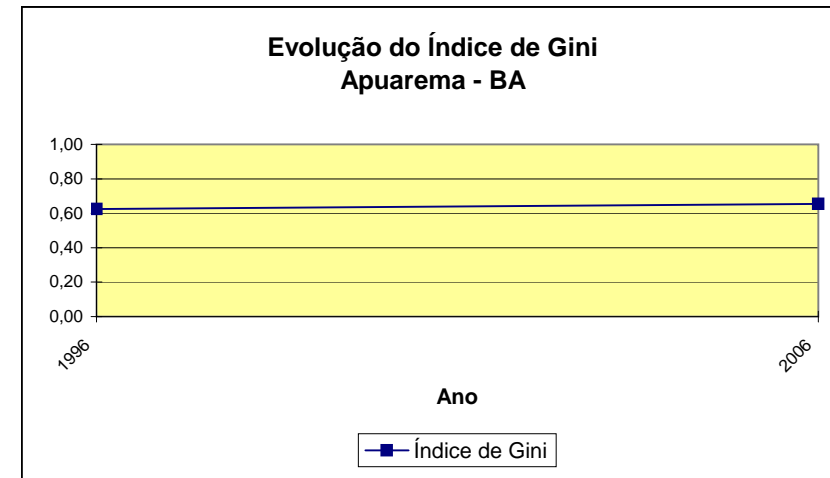 Evolução do Índice de Gini
Apuarema - BA
1,00
0,80
0,60
0,40
0,20
0,00
1996
2006
Ano
Índice de Gini